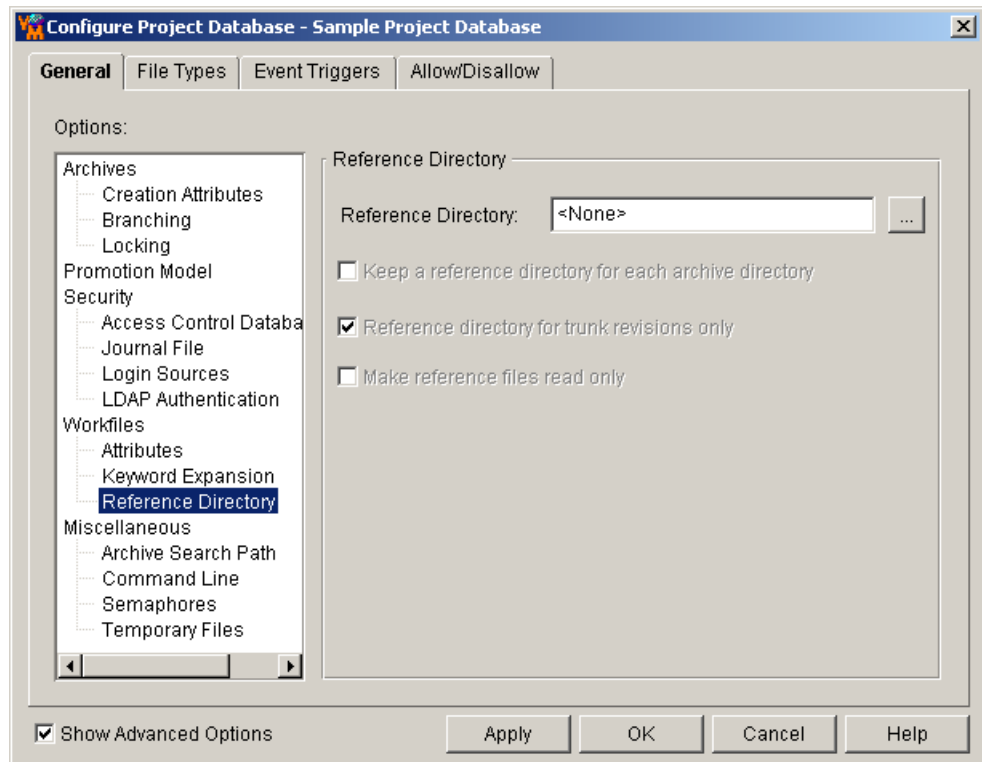 Configure Project Database - Sample Project Database
General File Types Event Triggers Allow/Disallow
Options:
Archives
Creation Attributes
Branching
Locking
Promotion Model
Security
Access Control Databa
Journal File
Login Sources
LDAP Authentication
Workfiles
Attributes
Keyword Expansion
Reference Directory
Miscellaneous
Archive Search Path
Command Line
Semaphores
Temporary Files
Reference Directory
Reference Directory: <None> ...
Keep a reference directory for each archive directory
Reference directory for trunk revisions only
Make reference files read only
Show Advanced Options Apply OK Cancel Help